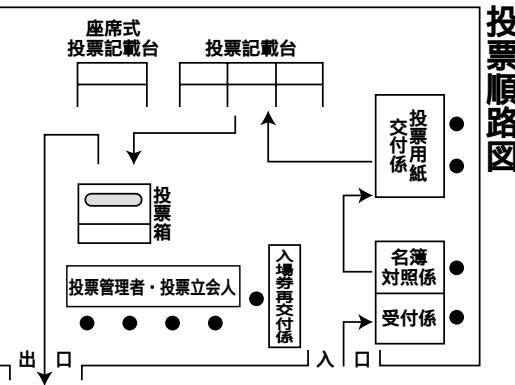 投票順路図
座席式
投票記載台
投票記載台
投票用紙
交付係
投票箱
名簿
対照係
受付係
入場券再交付係
投票管理者・投票立会人
出口
入口